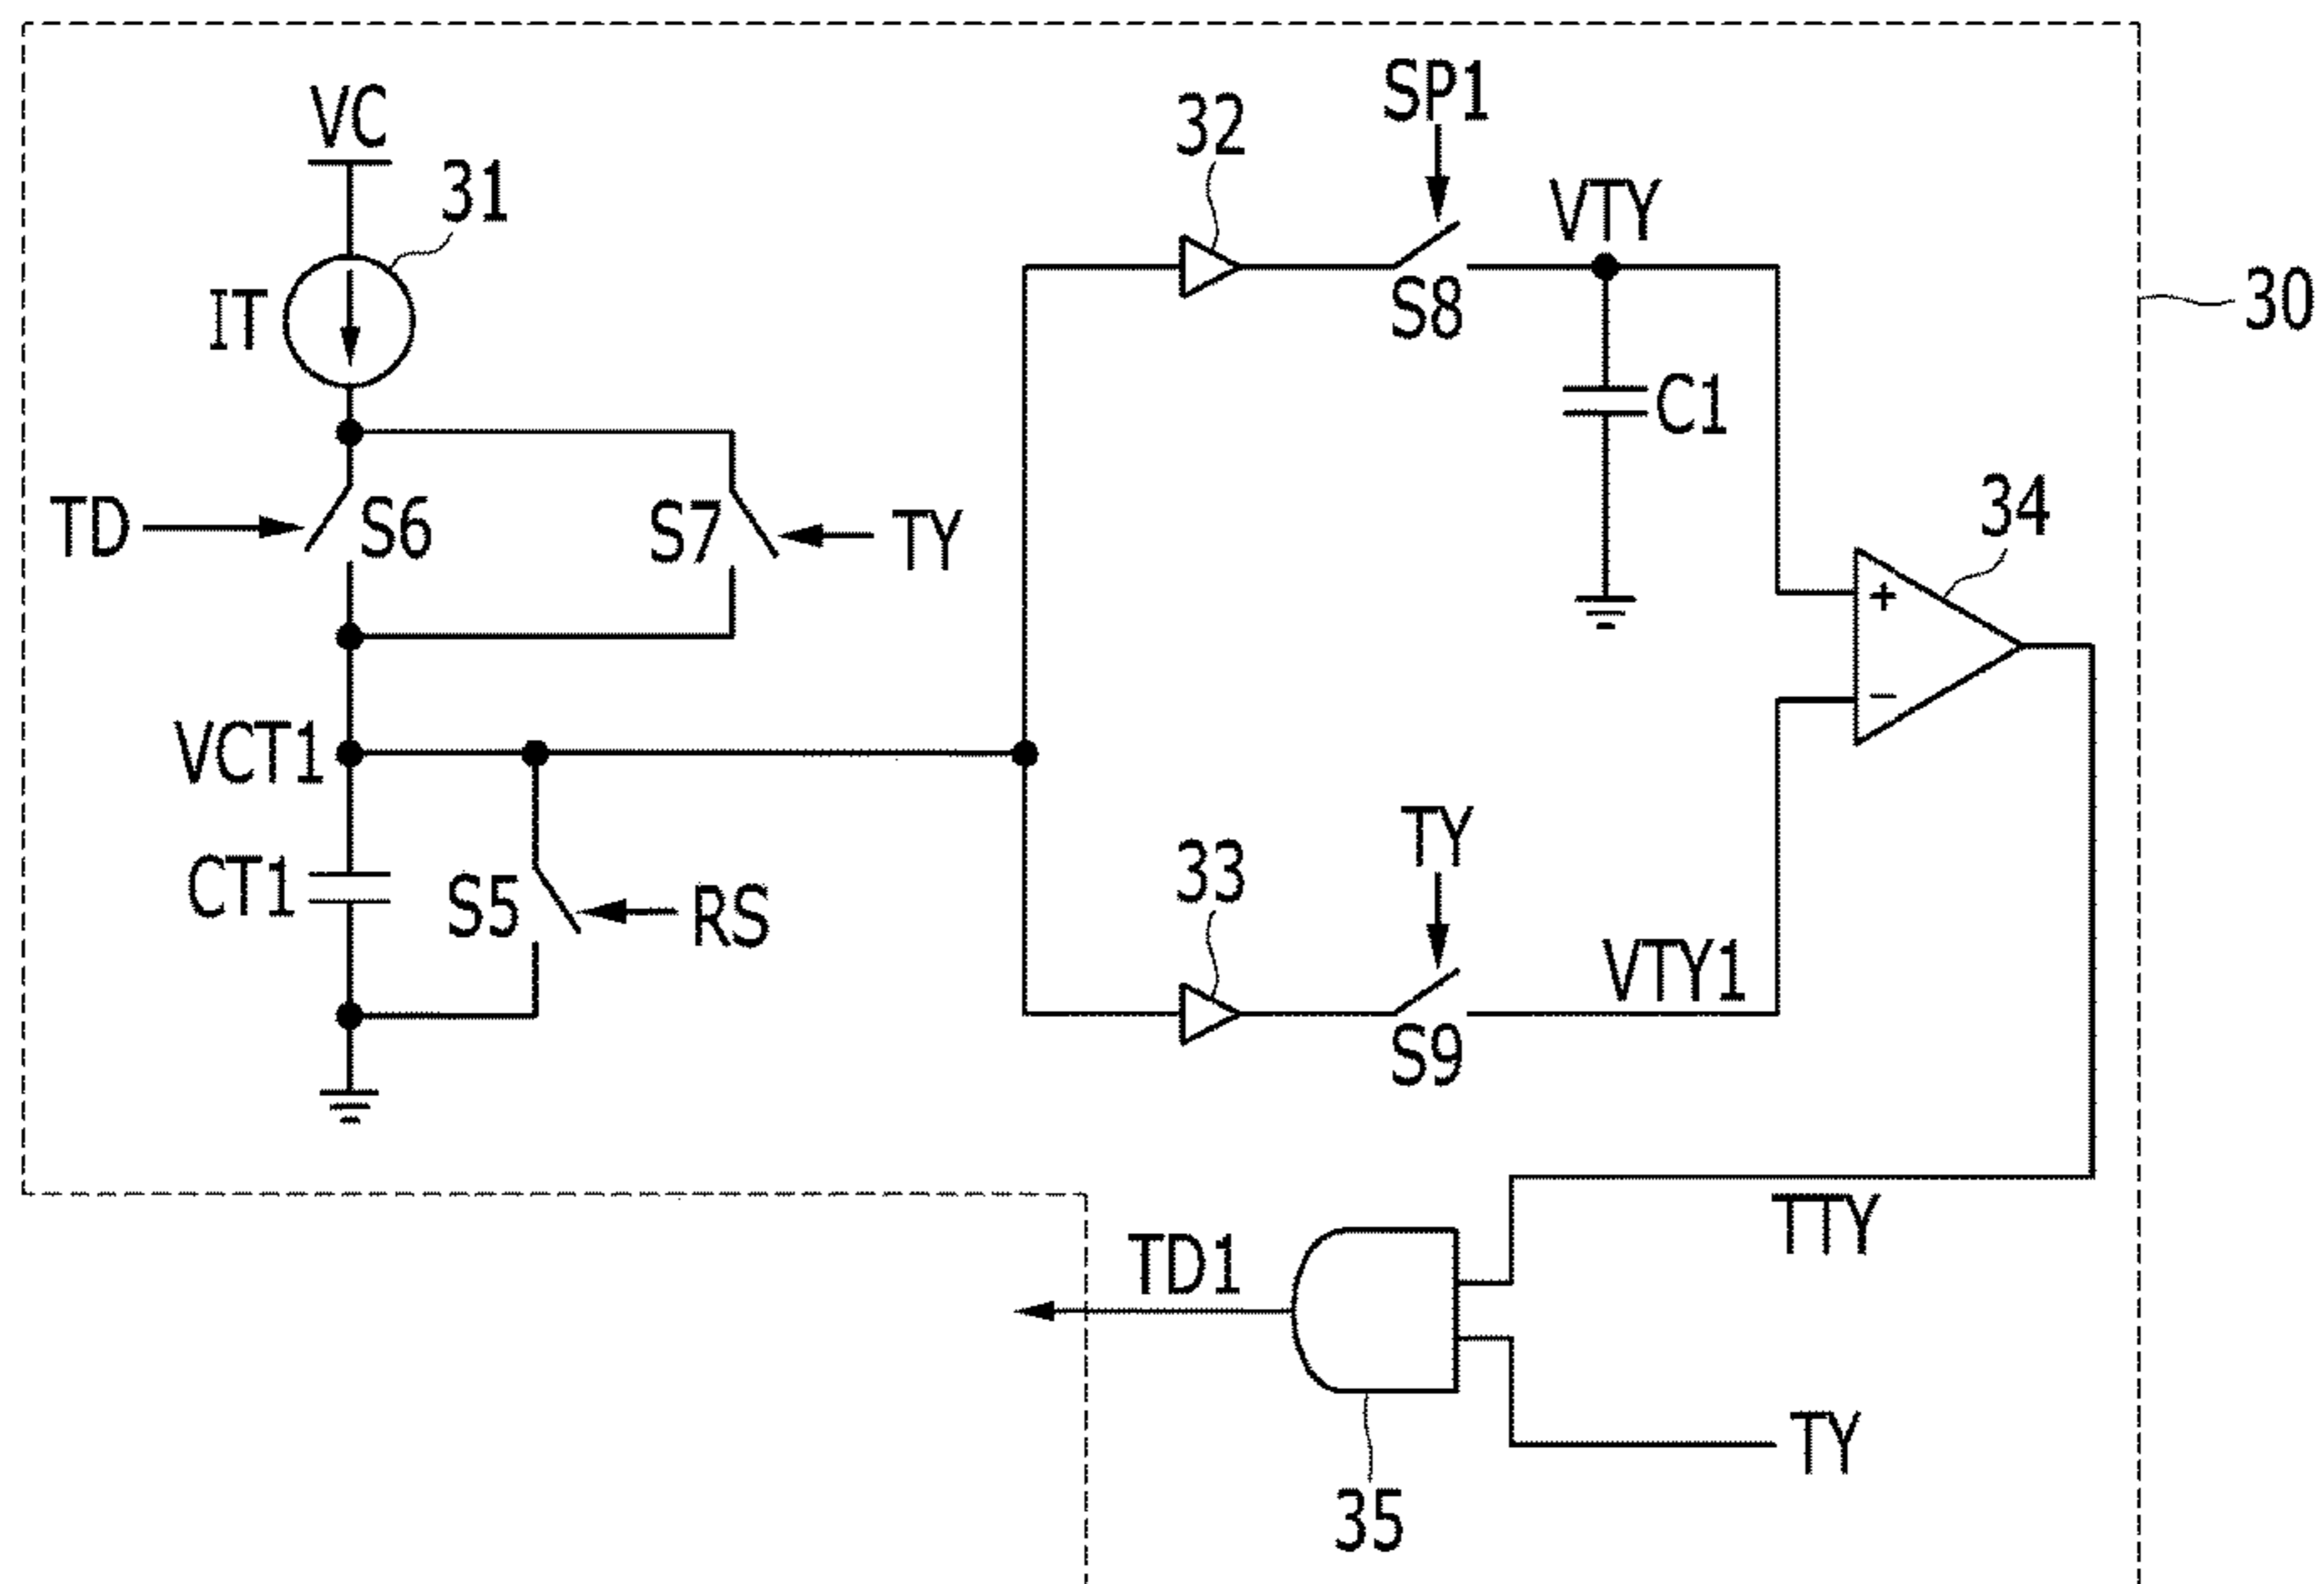 SP1
VC
32
31
VTY
IT
S8
30
C1
TD
S6
S7
TY
34
+
−
VCT1
TY
CT1
S5
RS
33
VTY1
S9
TTY
TD1
TY
35